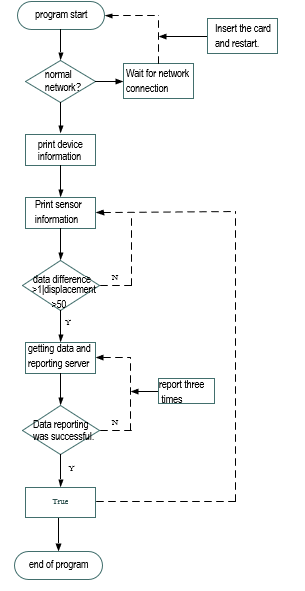 program start
Insert the card
and restart.
normal
network?
Wait for network
connection
print device
information
Print sensor
information
data difference
>1|displacement
>50
N
Y
getting data and
reporting server
report three
times
Data reporting
was successful.
N
Y
True
end of program